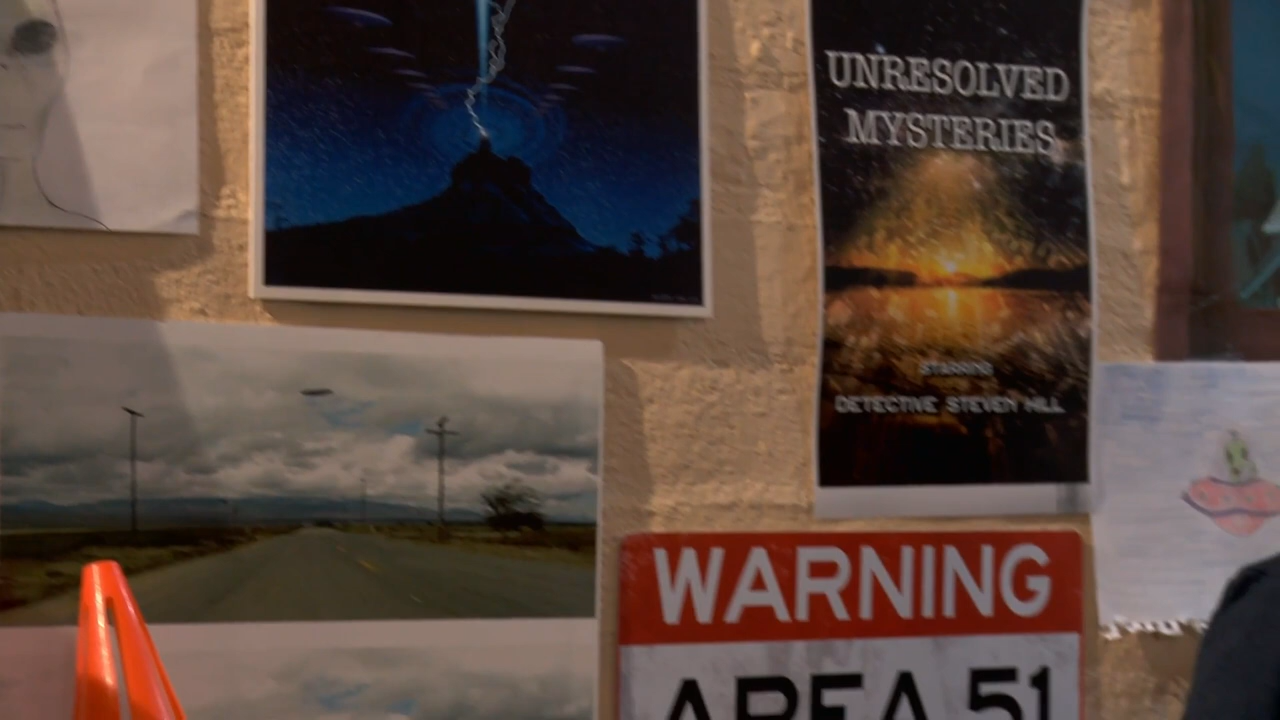 UNRESOLVED
MYSTERIES
STARRING
DETECTIVE STEVEN HILL
WARNING
AREA 51